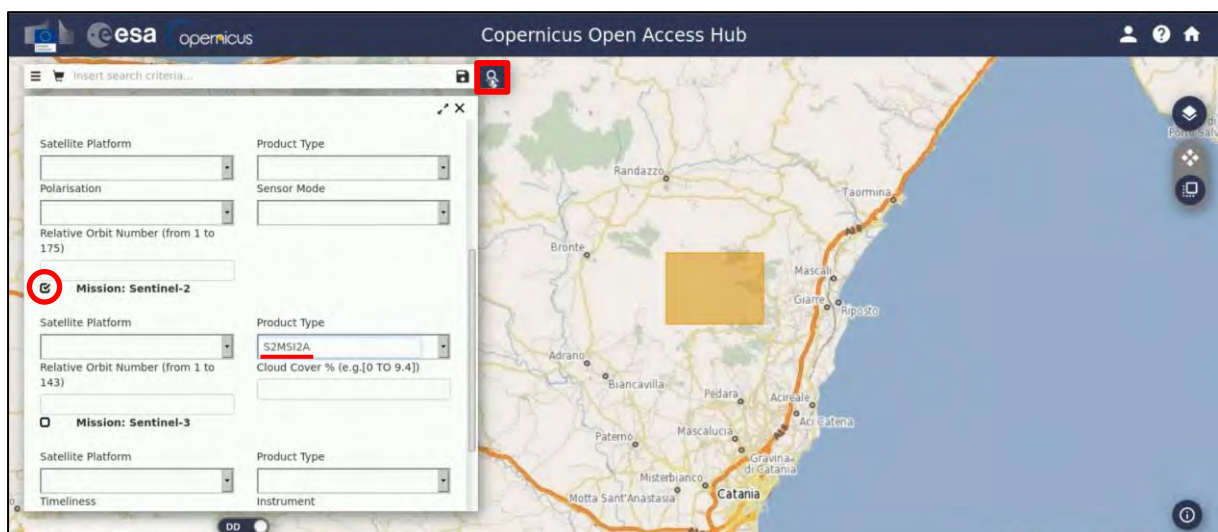 esa
opernicus
Copernicus Open Access Hub
Insert search criteria...
Satellite Platform
Product Type
Polarisation
Sensor Mode
Relative Orbit Number (from 1 to
175)
Mission: Sentinel-2
Satellite Platform
Product Type
S2MSI2A
Relative Orbit Number (from 1 to
143)
Cloud Cover % (e.g.[0 TO 9.4])
Mission: Sentinel-3
Satellite Platform
Product Type
Timeliness
Instrument
DD
Randazzo
Taormina
A18
Bronte
Mascali
Giarre
Riposto
Adrano
Biancavilla
Pedara
Acireale
Aci Catena
Mascalucia
Paternò
Gravina
di Catania
Misterbianco
Motta Sant'Anastasia
Catania